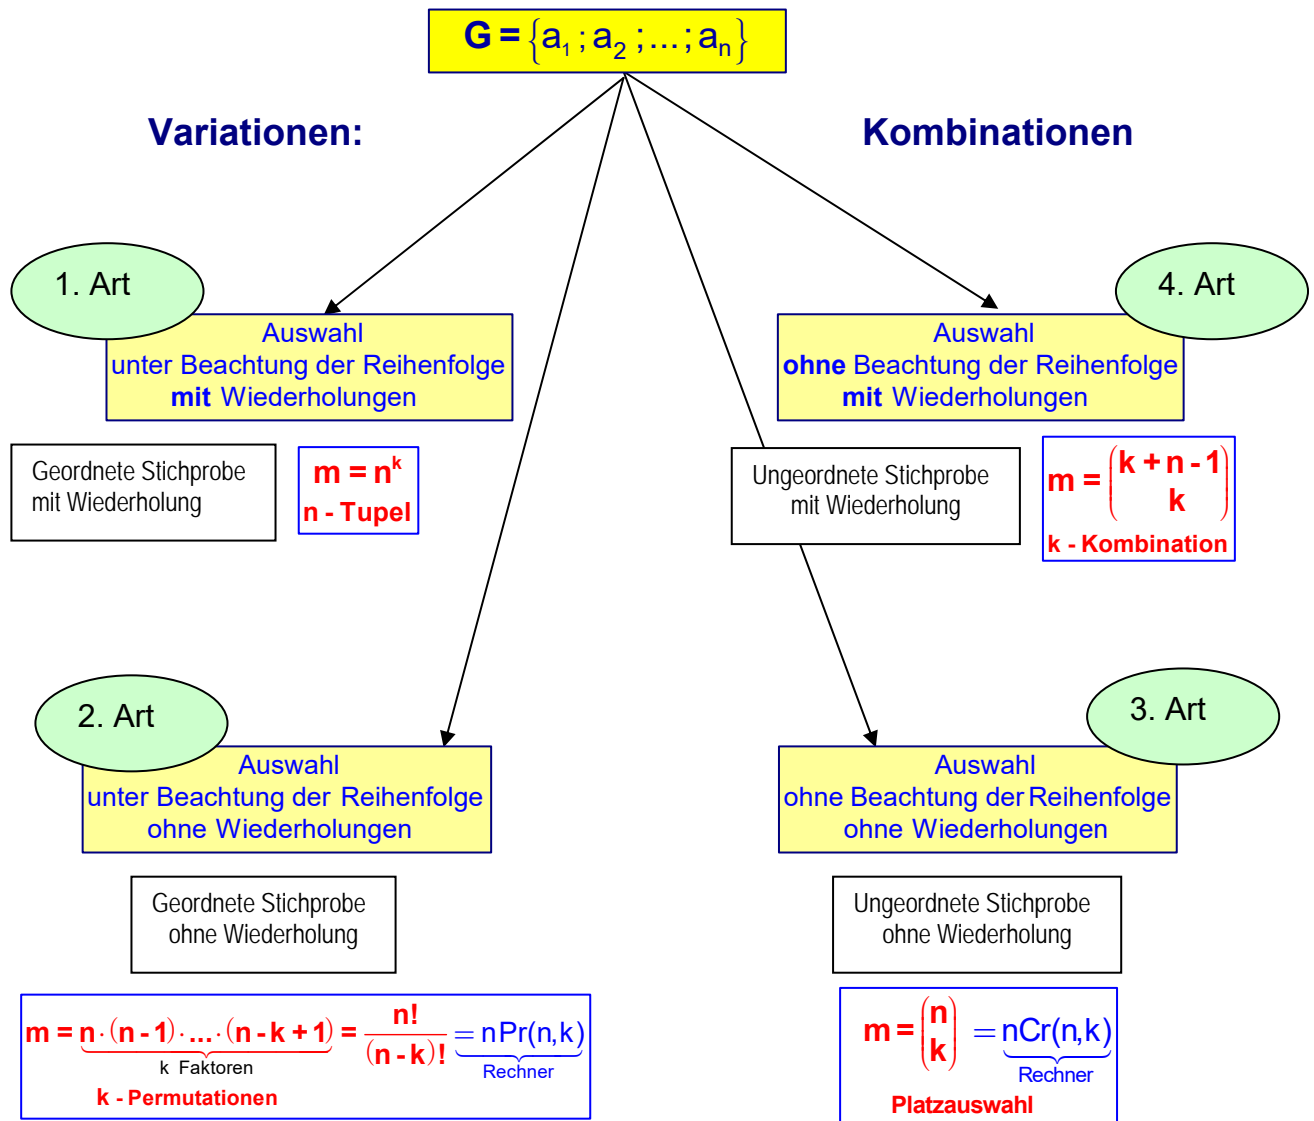 G = {a₁ ; a₂ ; ... ; aₙ}
Variationen:
Kombinationen
1. Art
Auswahl
unter Beachtung der Reihenfolge
mit Wiederholungen
Geordnete Stichprobe
mit Wiederholung
m = nᵏ
n - Tupel
4. Art
Auswahl
ohne Beachtung der Reihenfolge
mit Wiederholungen
Ungeordnete Stichprobe
mit Wiederholung
m = (k + n - 1
k)
k - Kombination
2. Art
Auswahl
unter Beachtung der Reihenfolge
ohne Wiederholungen
Geordnete Stichprobe
ohne Wiederholung
m = n · (n - 1) · ... · (n - k + 1) = n! / (n - k)! = nPr(n,k)
k Faktoren
Rechner
k - Permutationen
3. Art
Auswahl
ohne Beachtung der Reihenfolge
ohne Wiederholungen
Ungeordnete Stichprobe
ohne Wiederholung
m = (n
k) = nCr(n,k)
Rechner
Platzauswahl